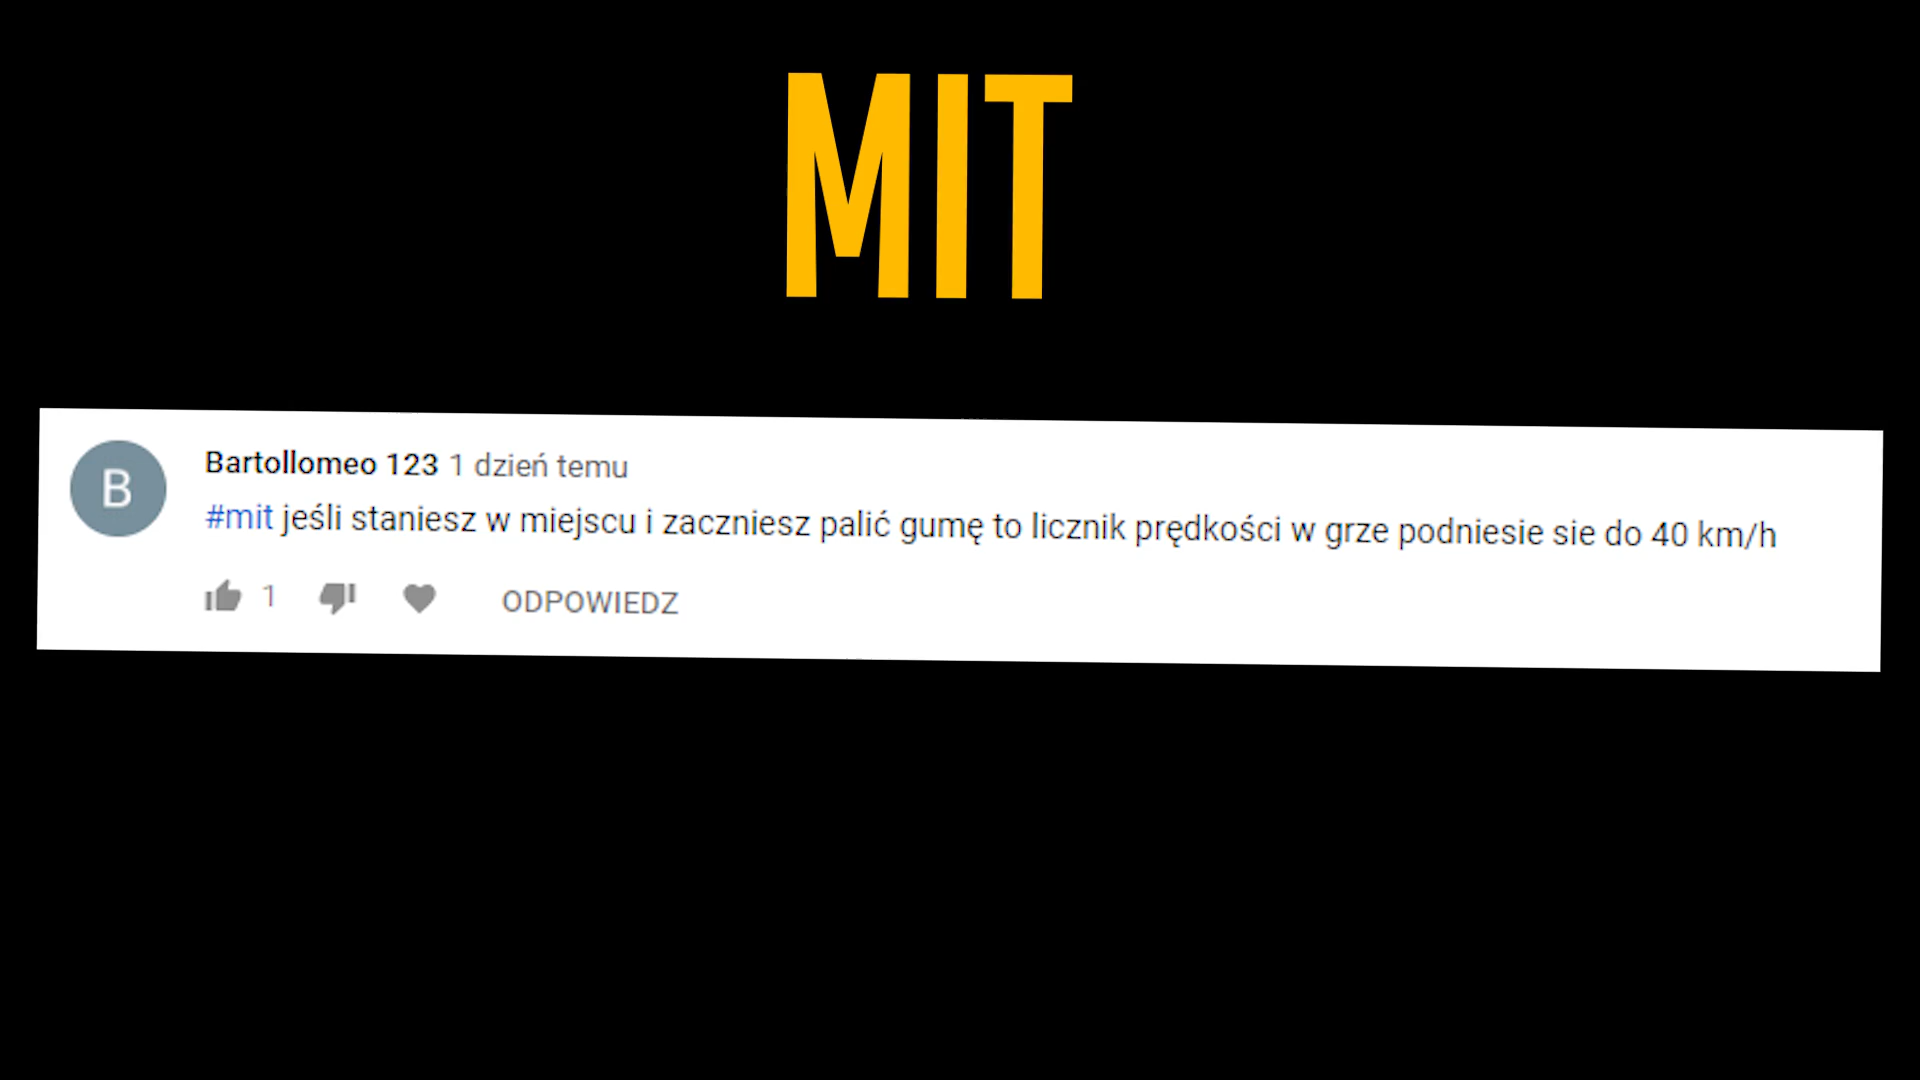 MIT
B
Bartollomeo 123 1 dzień temu
#mit jeśli staniesz w miejscu i zaczniesz palić gumę to licznik prędkości w grze podniesie sie do 40 km/h
1 ODPOWIEDZ